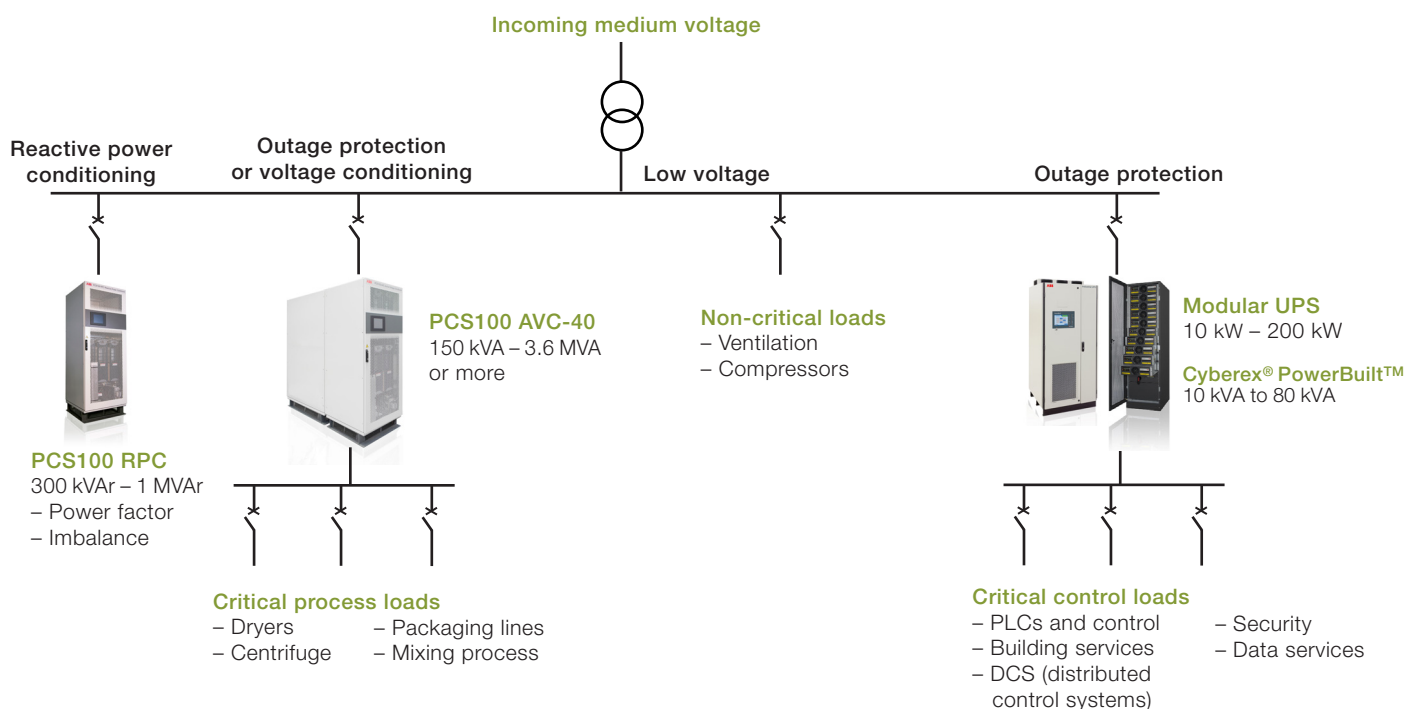 Incoming medium voltage
Reactive power
conditioning
Outage protection
or voltage conditioning
Low voltage
Outage protection
PCS100 RPC
300 kVAr – 1 MVAr
– Power factor
– Imbalance
PCS100 AVC-40
150 kVA – 3.6 MVA
or more
Critical process loads
– Dryers
– Centrifuge
– Packaging lines
– Mixing process
Non-critical loads
– Ventilation
– Compressors
Modular UPS
10 kW – 200 kW
Cyberex® PowerBuilt™
10 kVA to 80 kVA
Critical control loads
– PLCs and control
– Building services
– DCS (distributed
control systems)
– Security
– Data services